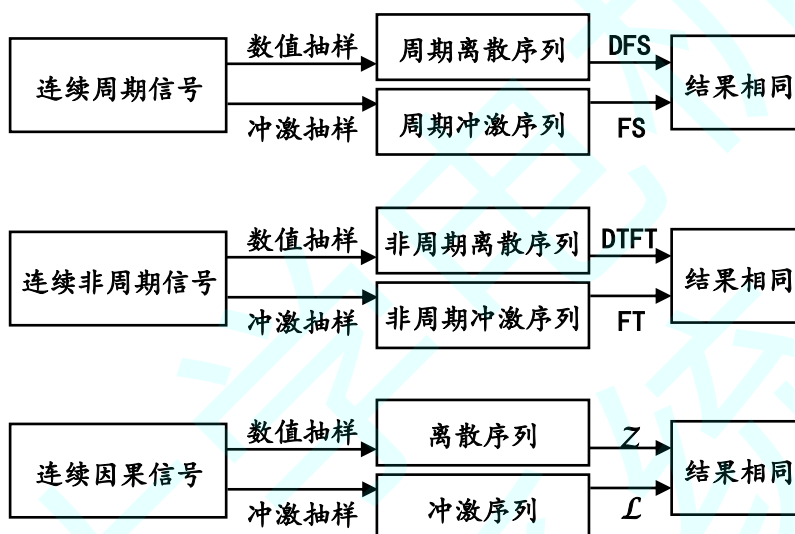 数值抽样
周期离散序列
DFS
连续周期信号
结果相同
冲激抽样
周期冲激序列
FS
数值抽样
非周期离散序列
DTFT
连续非周期信号
结果相同
冲激抽样
非周期冲激序列
FT
数值抽样
离散序列
𝒵
连续因果信号
结果相同
冲激抽样
冲激序列
ℒ